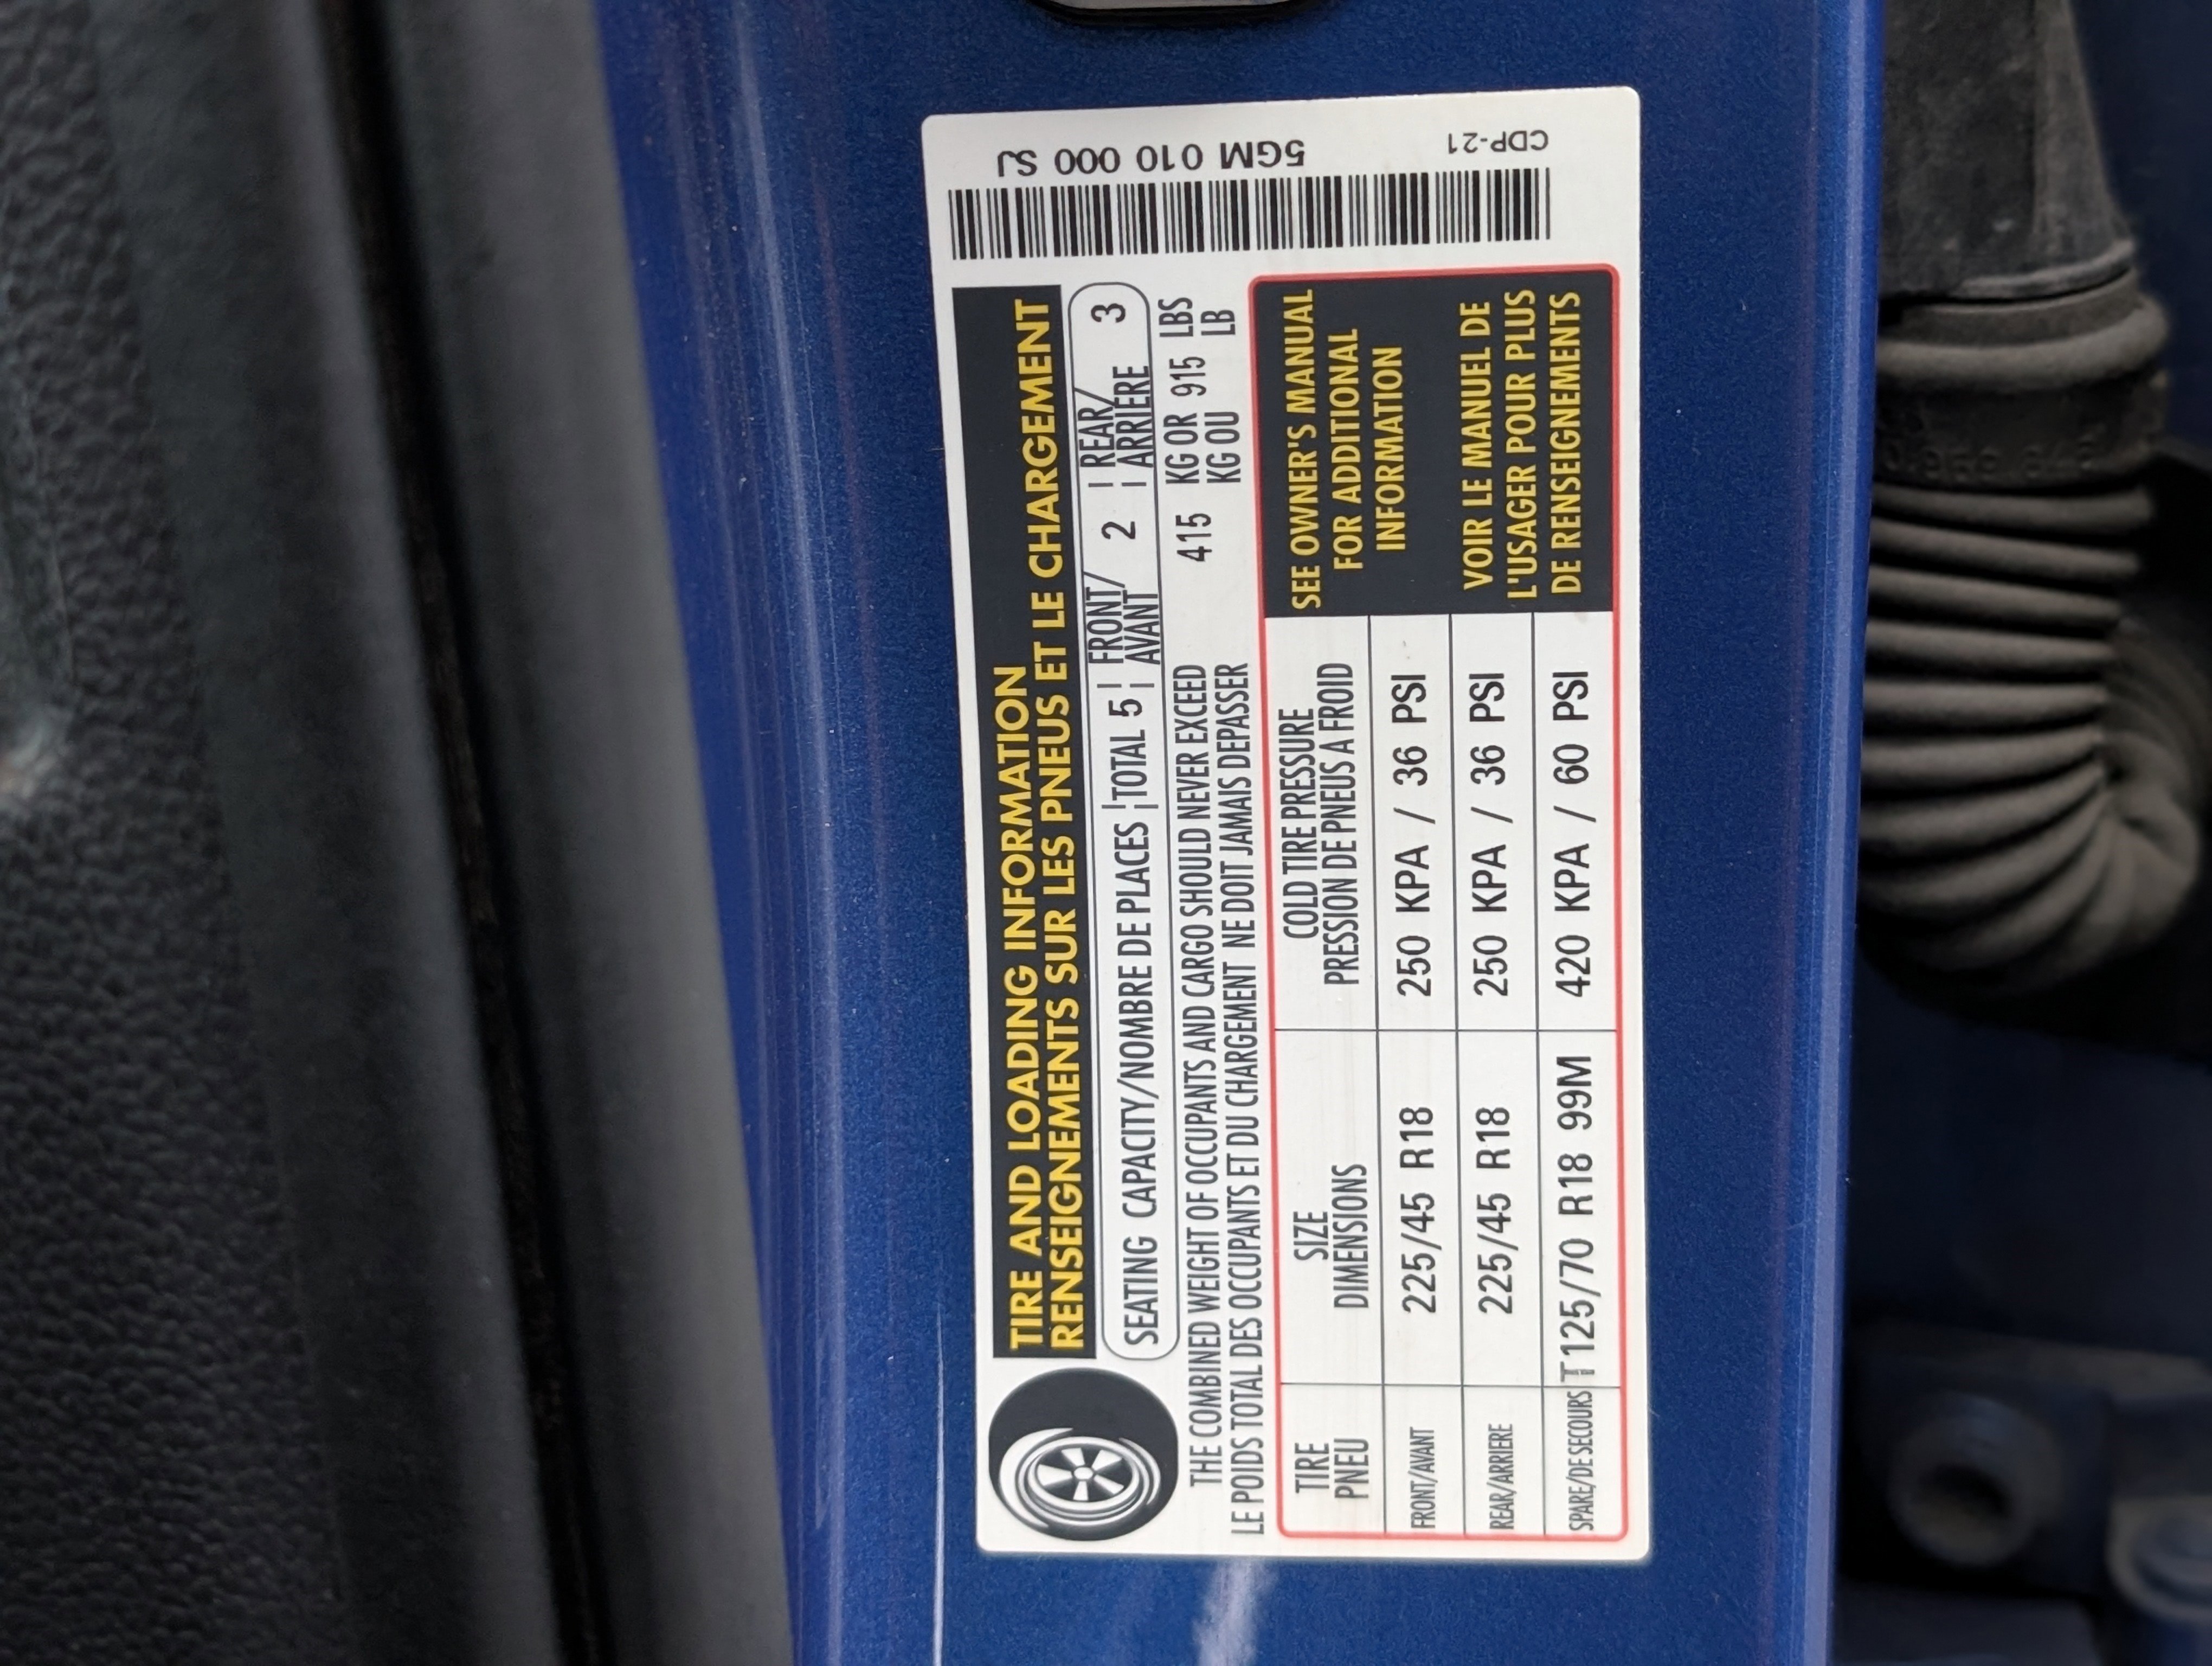 TIRE AND LOADING INFORMATION
RENSEIGNEMENTS SUR LES PNEUS ET LE CHARGEMENT
SEATING CAPACITY/NOMBRE DE PLACES | TOTAL 5 | FRONT/ AVANT 2 | REAR/ ARRIERE 3
THE COMBINED WEIGHT OF OCCUPANTS AND CARGO SHOULD NEVER EXCEED 415 KG OR 915 LBS
LE POIDS TOTAL DES OCCUPANTS ET DU CHARGEMENT NE DOIT JAMAIS DEPASSER KG OU LB
TIRE
PNEU
SIZE
DIMENSIONS
COLD TIRE PRESSURE
PRESSION DE PNEUS A FROID
FRONT/AVANT 225/45 R18 250 KPA / 36 PSI
REAR/ARRIERE 225/45 R18 250 KPA / 36 PSI
SPARE/DE SECOURS T125/70 R18 99M 420 KPA / 60 PSI
SEE OWNER'S MANUAL
FOR ADDITIONAL
INFORMATION
VOIR LE MANUEL DE
L'USAGER POUR PLUS
DE RENSEIGNEMENTS
5GM 010 000 SJ
CDP-21